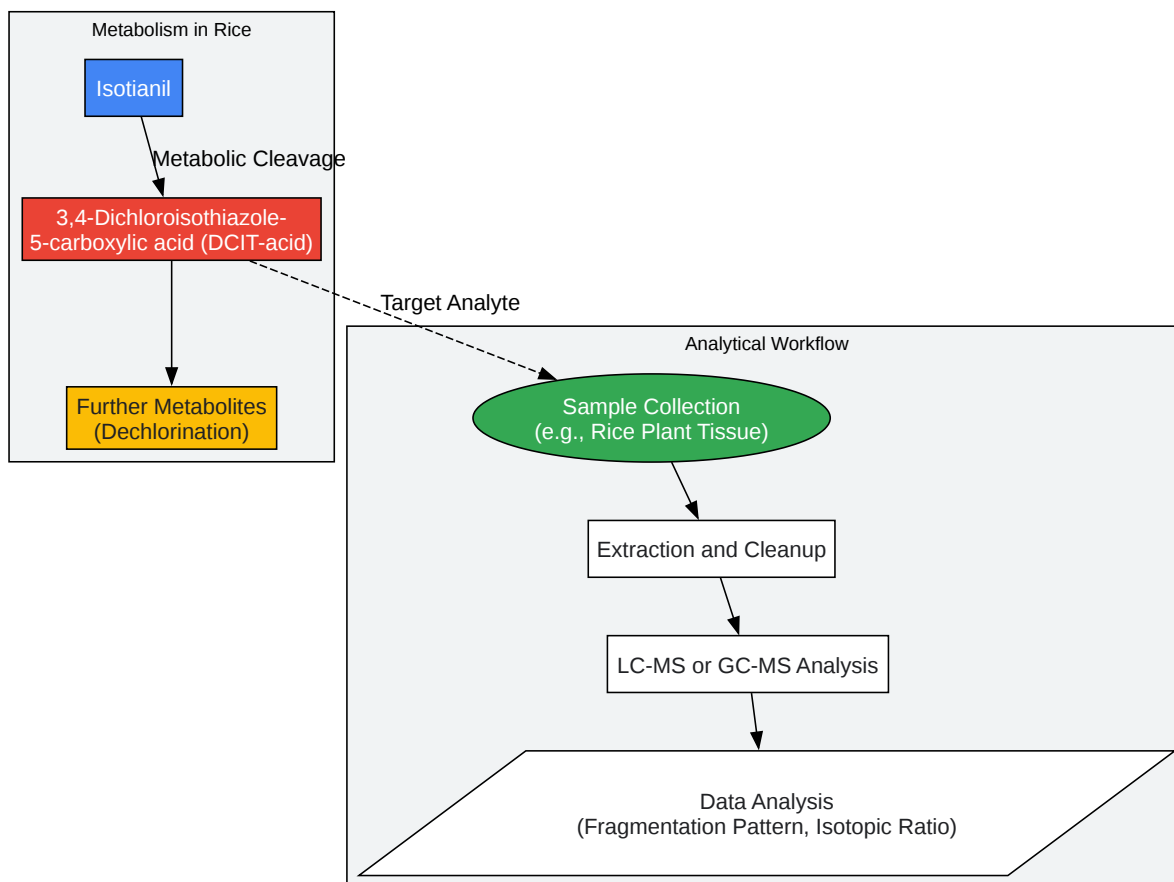 Metabolism in Rice
Isotianil
Metabolic Cleavage
3,4-Dichloroisothiazole-
5-carboxylic acid (DCIT-acid)
Target Analyte
Further Metabolites
(Dechlorination)
Analytical Workflow
Sample Collection
(e.g., Rice Plant Tissue)
Extraction and Cleanup
LC-MS or GC-MS Analysis
Data Analysis
(Fragmentation Pattern, Isotopic Ratio)